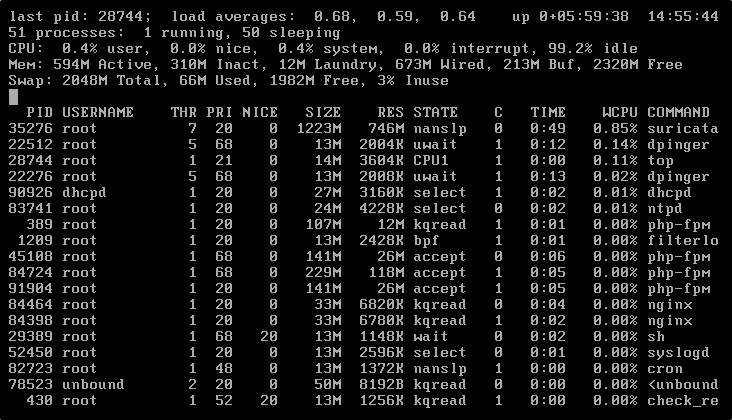 last pid: 28744;  load averages:  0.68,  0.59,  0.64    up 0+05:59:38  14:55:44
51 processes:  1 running, 50 sleeping
CPU:  0.4% user,  0.0% nice,  0.4% system,  0.0% interrupt, 99.2% idle
Mem: 594M Active, 310M Inact, 12M Laundry, 673M Wired, 213M Buf, 2320M Free
Swap: 2048M Total, 66M Used, 1982M Free, 3% Inuse
  PID USERNAME    THR PRI NICE   SIZE    RES STATE    C   TIME    WCPU COMMAND
35276 root          7  20    0  1223M   746M nanslp   0   0:49   0.85% suricata
22512 root          5  68    0    13M  2004K uwait    1   0:12   0.14% dpinger
28744 root          1  21    0    14M  3604K CPU1     1   0:00   0.11% top
22276 root          5  68    0    13M  2008K uwait    1   0:13   0.02% dpinger
90926 dhcpd         1  20    0    27M  3160K select   1   0:02   0.01% dhcpd
83741 root          1  20    0    24M  4228K select   0   0:02   0.01% ntpd
  389 root          1  20    0   107M    12M kqread   1   0:01   0.00% php-fpm
 1209 root          1  20    0    13M  2428K bpf      1   0:01   0.00% filterlo
45108 root          1  68    0   141M    26M accept   0   0:06   0.00% php-fpm
84724 root          1  68    0   229M   118M accept   1   0:05   0.00% php-fpm
91904 root          1  20    0   141M    26M accept   1   0:05   0.00% php-fpm
84464 root          1  20    0    33M  6820K kqread   0   0:04   0.00% nginx
84398 root          1  20    0    33M  6780K kqread   1   0:02   0.00% nginx
29389 root          1  68   20    13M  1148K wait     0   0:02   0.00% sh
52450 root          1  20    0    13M  2596K select   0   0:01   0.00% syslogd
82723 root          1  48    0    13M  1372K nanslp   1   0:00   0.00% cron
78523 unbound       2  20    0    50M  8192B kqread   0   0:00   0.00% <unbound
  430 root          1  52   20    13M  1256K kqread   1   0:00   0.00% check_re